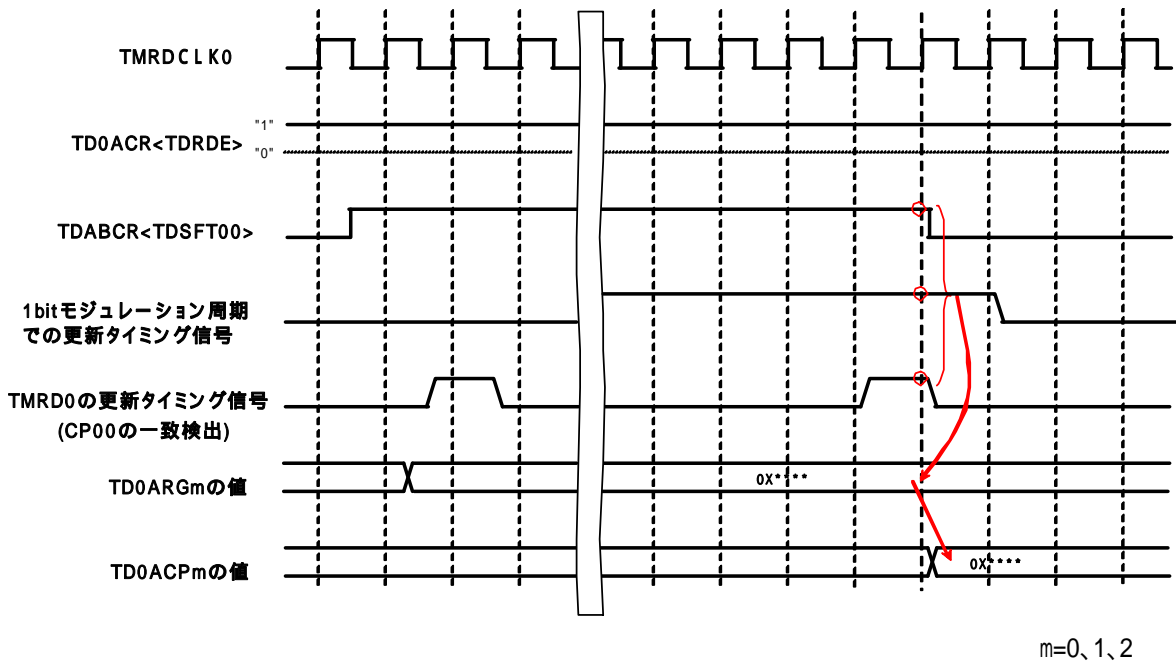 TMRDCLK0
"1"
TD0ACR<TDRDE>
"0"
TDABCR<TDSFT00>
1bitモジュレーション周期
での更新タイミング信号
TMRD0の更新タイミング信号
(CP00の一致検出)
TD0ARGmの値
0X****
TD0ACPmの値
0X****
m=0、1、2